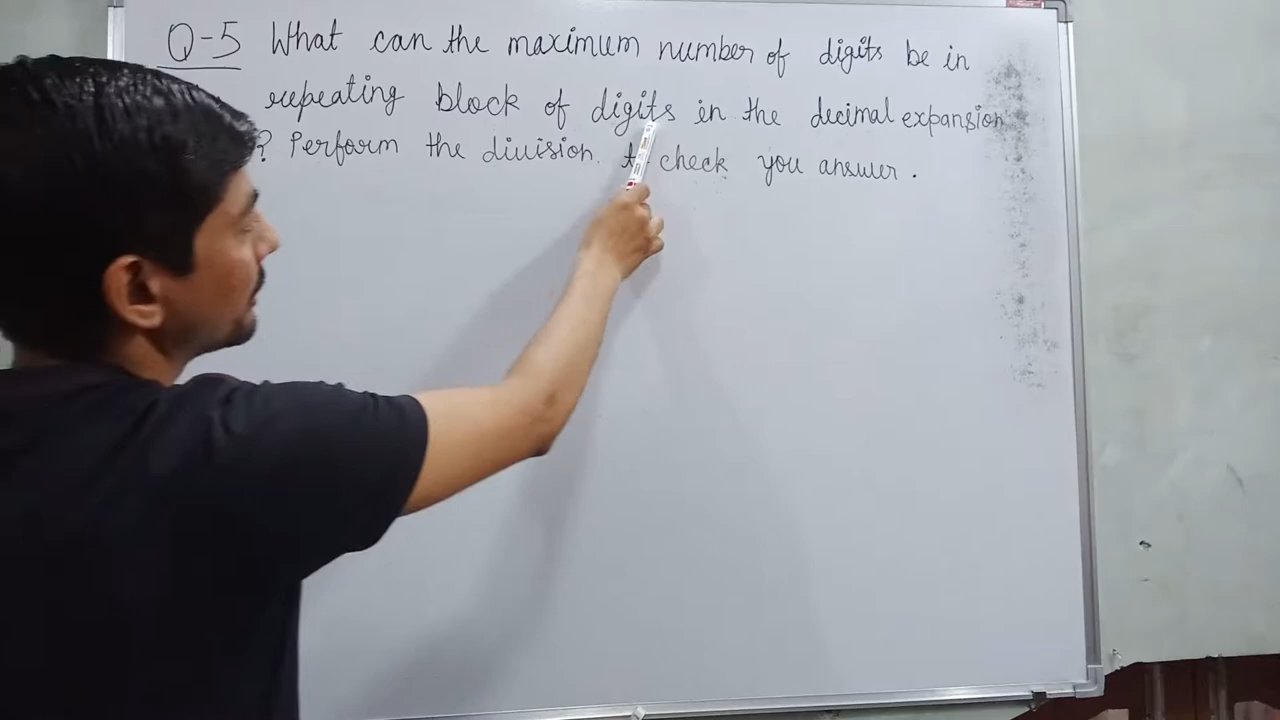 Q-5 What can the maximum number of digits be in
repeating block of digits in the decimal expansion
? Perform the division. check you answer.